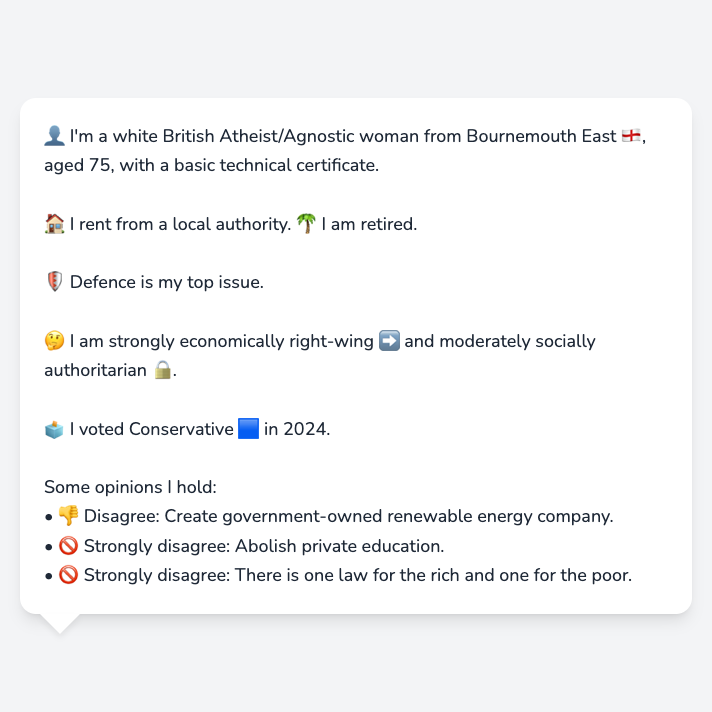 👤 I'm a white British Atheist/Agnostic woman from Bournemouth East 🏴󠁧󠁢󠁥󠁮󠁧󠁿,
aged 75, with a basic technical certificate.
🏠 I rent from a local authority. 🌴 I am retired.
🛡️ Defence is my top issue.
🤔 I am strongly economically right-wing ➡️ and moderately socially
authoritarian 🔒.
🗳️ I voted Conservative 🟦 in 2024.
Some opinions I hold:
• 👎 Disagree: Create government-owned renewable energy company.
• 🚫 Strongly disagree: Abolish private education.
• 🚫 Strongly disagree: There is one law for the rich and one for the poor.